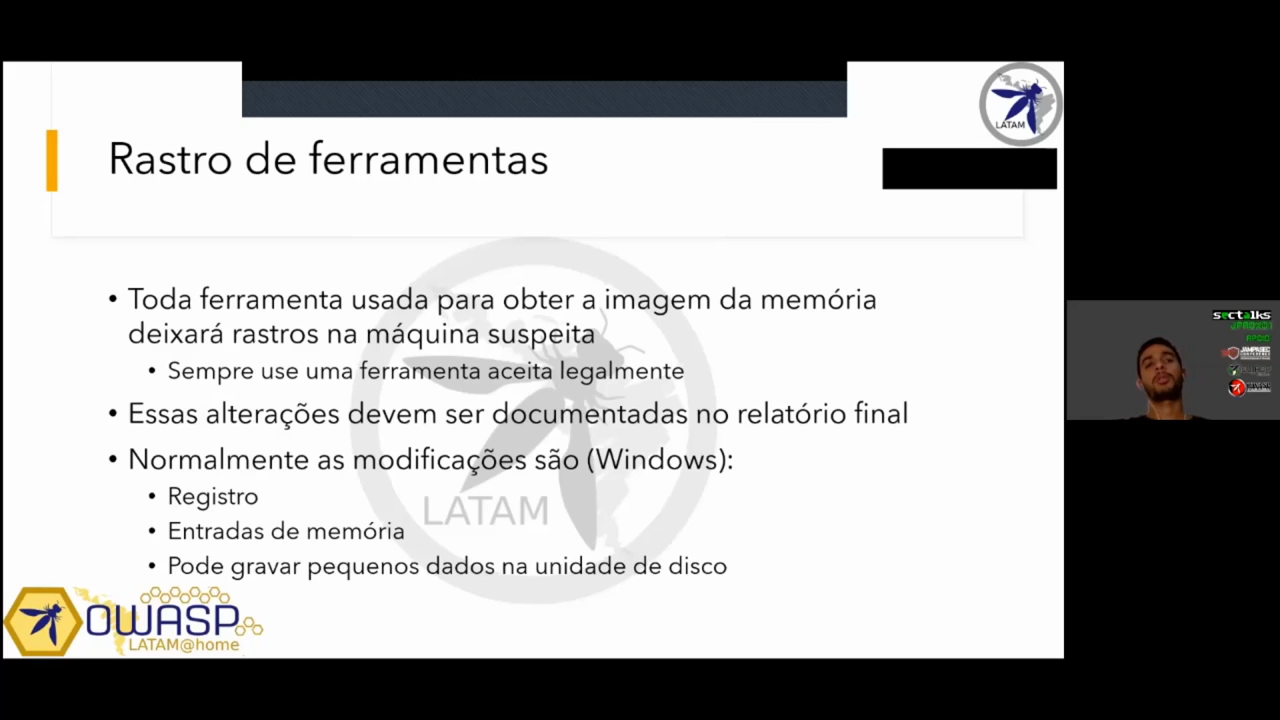 LATAM
Rastro de ferramentas
• Toda ferramenta usada para obter a imagem da memória
deixará rastros na máquina suspeita
• Sempre use uma ferramenta aceita legalmente
• Essas alterações devem ser documentadas no relatório final
• Normalmente as modificações são (Windows):
• Registro
• Entradas de memória
• Pode gravar pequenos dados na unidade de disco
LATAM
OWASP
LATAM@home
sectalks